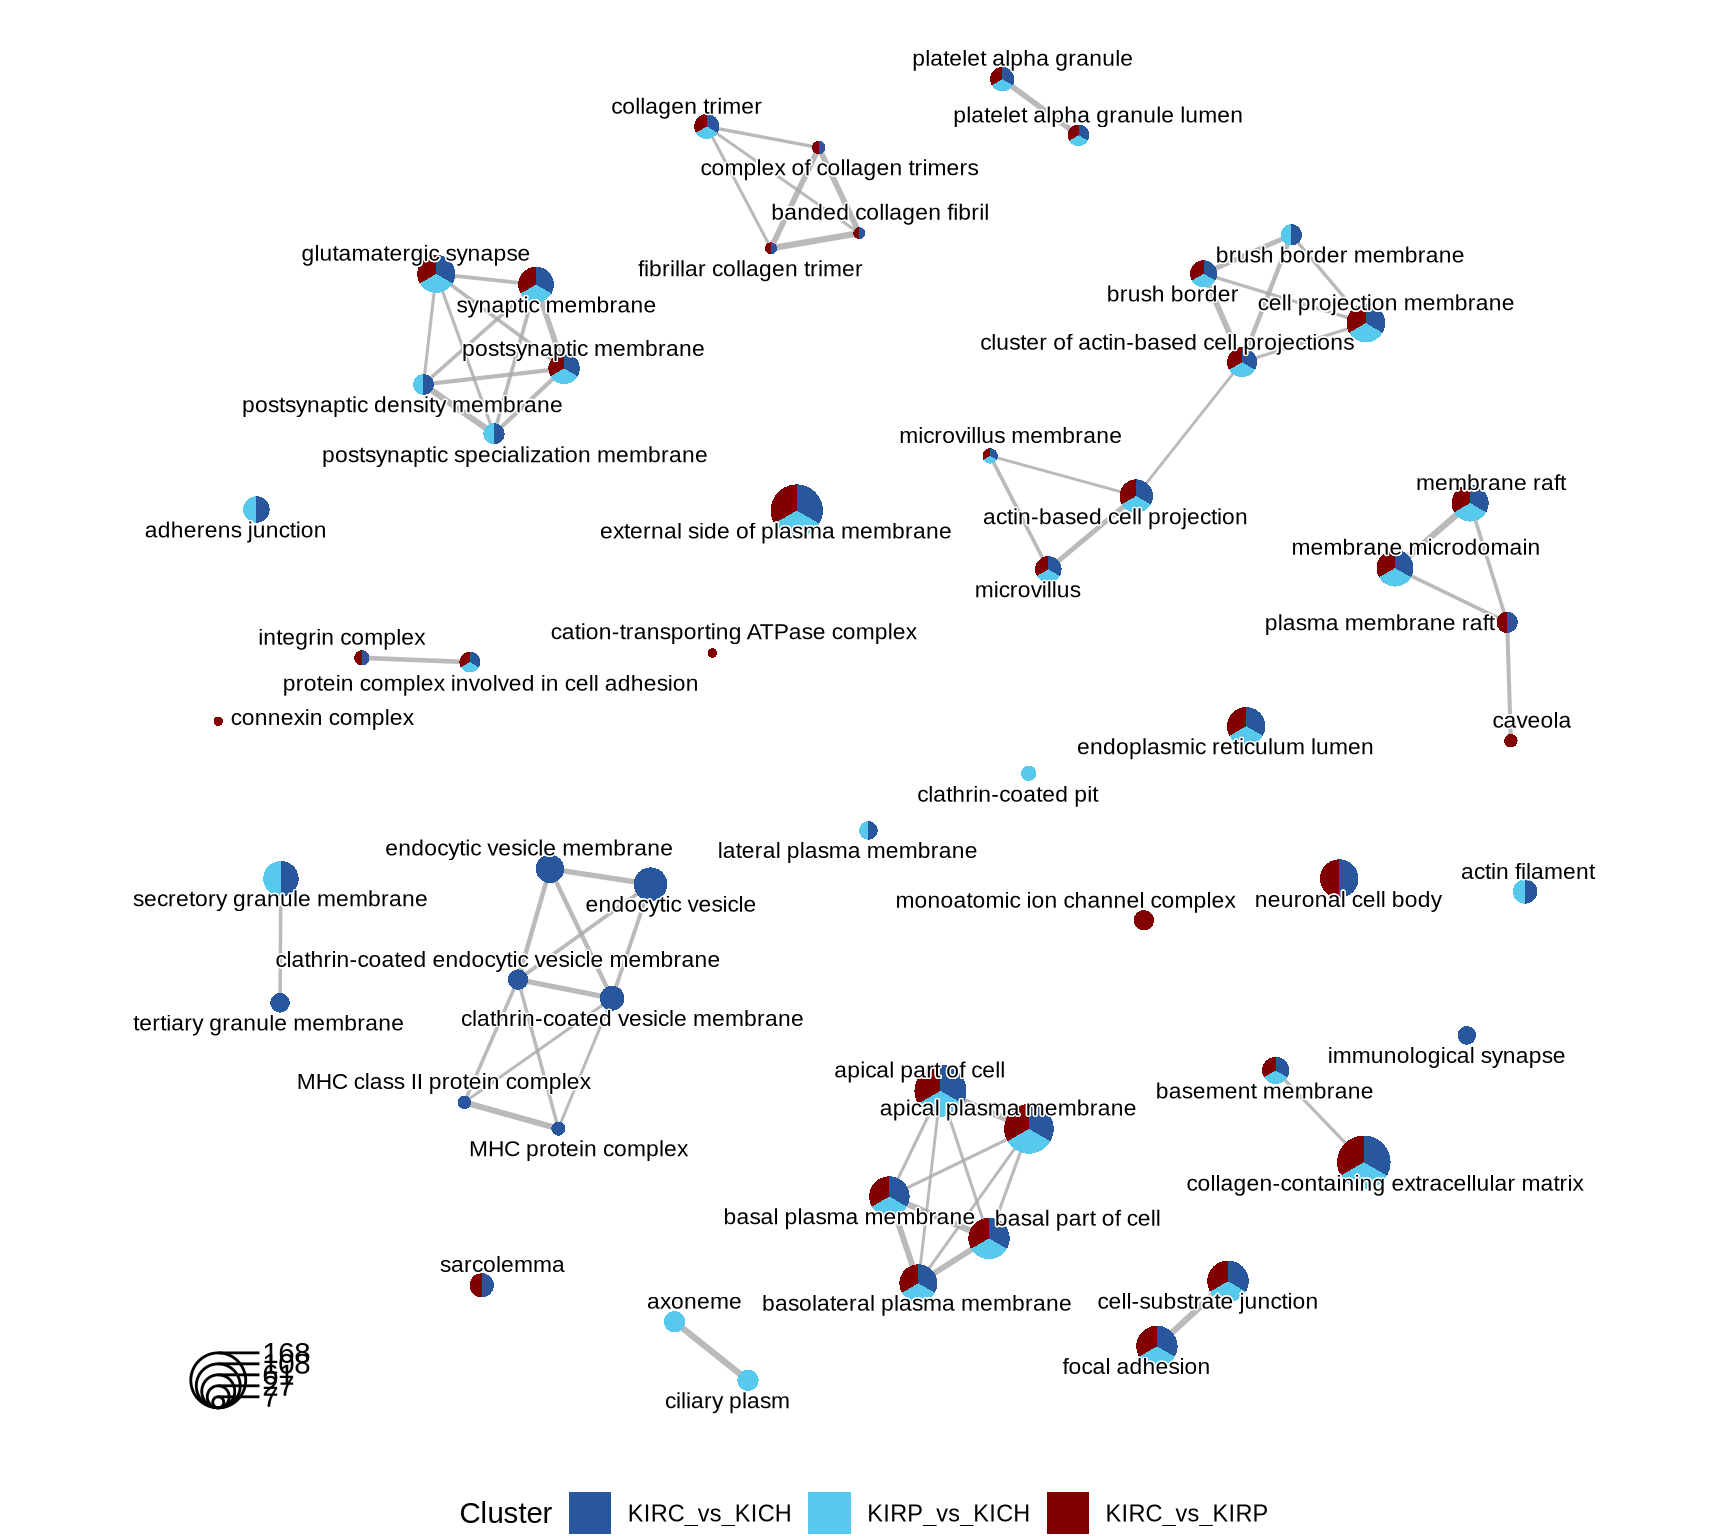 platelet alpha granule
collagen trimer
platelet alpha granule lumen
complex of collagen trimers
banded collagen fibril
glutamatergic synapse
brush border membrane
fibrillar collagen trimer
brush border
cell projection membrane
synaptic membrane
cluster of actin-based cell projections
postsynaptic membrane
postsynaptic density membrane
microvillus membrane
postsynaptic specialization membrane
membrane raft
actin-based cell projection
adherens junction
external side of plasma membrane
membrane microdomain
microvillus
plasma membrane raft
cation-transporting ATPase complex
integrin complex
protein complex involved in cell adhesion
connexin complex
caveola
endoplasmic reticulum lumen
clathrin-coated pit
endocytic vesicle membrane
lateral plasma membrane
actin filament
secretory granule membrane
monoatomic ion channel complex
neuronal cell body
endocytic vesicle
clathrin-coated endocytic vesicle membrane
clathrin-coated vesicle membrane
tertiary granule membrane
immunological synapse
apical part of cell
MHC class II protein complex
basement membrane
apical plasma membrane
MHC protein complex
collagen-containing extracellular matrix
basal plasma membrane
basal part of cell
sarcolemma
axoneme
basolateral plasma membrane
cell-substrate junction
168
108
61
27
7
focal adhesion
ciliary plasm
Cluster KIRC_vs_KICH KIRP_vs_KICH KIRC_vs_KIRP